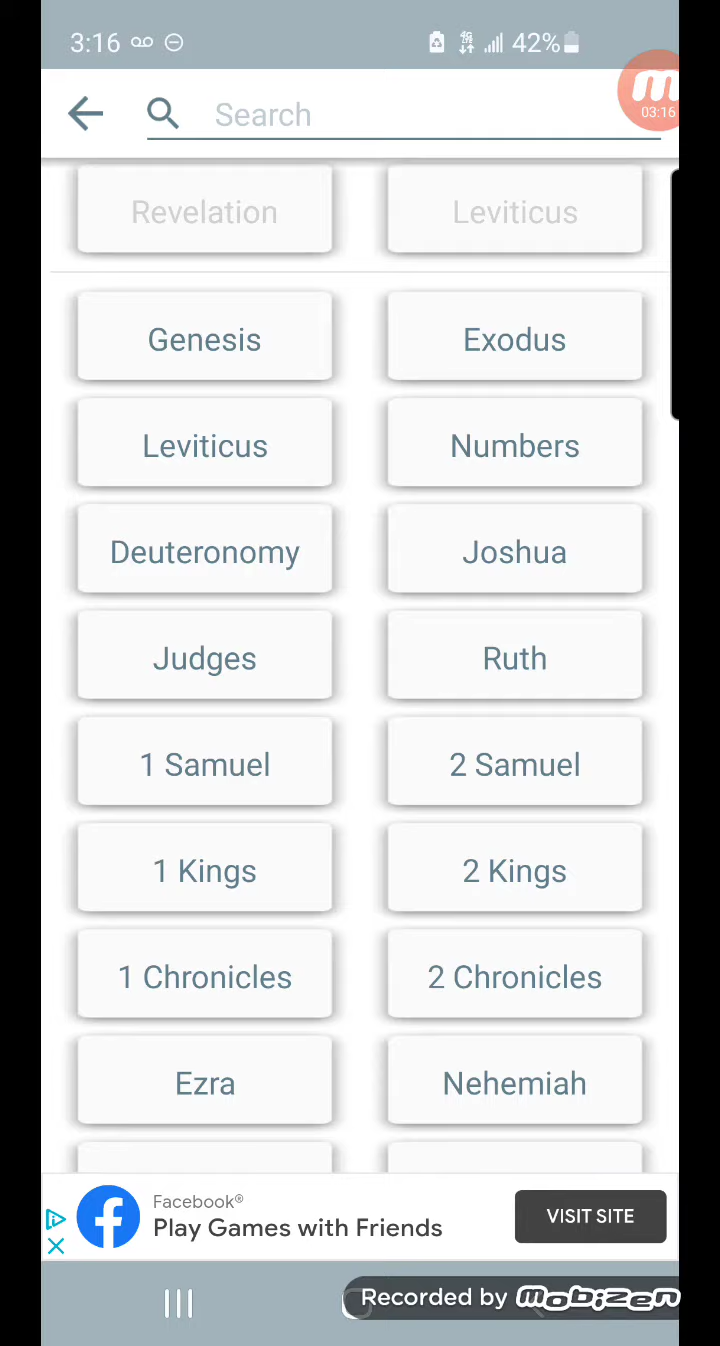 3:16 4G LTE 42%
Search
03:16
Revelation Leviticus
Genesis Exodus
Leviticus Numbers
Deuteronomy Joshua
Judges Ruth
1 Samuel 2 Samuel
1 Kings 2 Kings
1 Chronicles 2 Chronicles
Ezra Nehemiah
Facebook®
Play Games with Friends
VISIT SITE
Recorded by mobizen